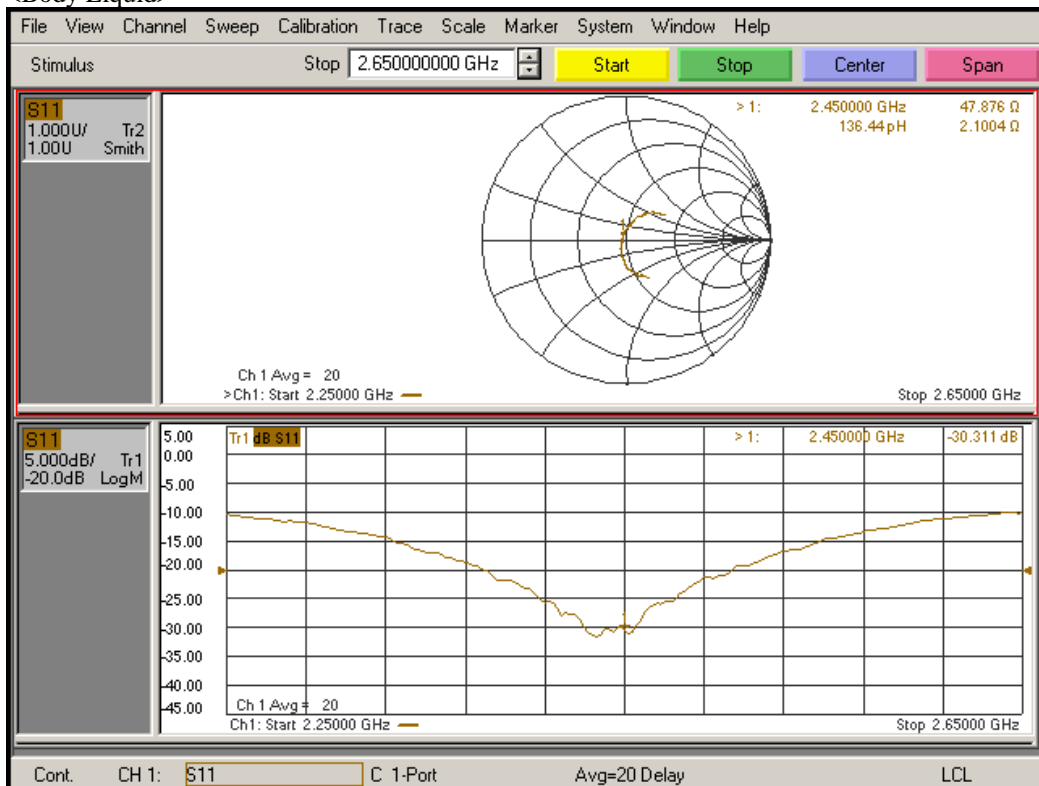 <Body Liquid>
File View Channel Sweep Calibration Trace Scale Marker System Window Help
Stimulus Stop 2.650000000 GHz Start Stop Center Span
S11
1.000U/ Tr2
1.00U Smith
> 1: 2.450000 GHz 47.876 Ω
136.44 pH 2.1004 Ω
Ch 1 Avg = 20
>Ch1: Start 2.25000 GHz Stop 2.65000 GHz
S11
5.000dB/ Tr1
-20.0dB LogM
5.00
0.00
-5.00
-10.00
-15.00
-20.00
-25.00
-30.00
-35.00
-40.00
-45.00
Tr1 dB S11 > 1: 2.450000 GHz -30.311 dB
Ch 1 Avg = 20
Ch1: Start 2.25000 GHz Stop 2.65000 GHz
Cont. CH 1: S11 C 1-Port Avg=20 Delay LCL